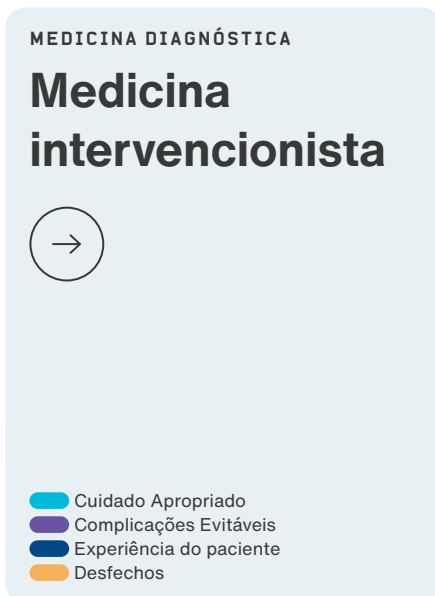 MEDICINA DIAGNÓSTICA
Medicina
intervencionista
Cuidado Apropriado
Complicações Evitáveis
Experiência do paciente
Desfechos